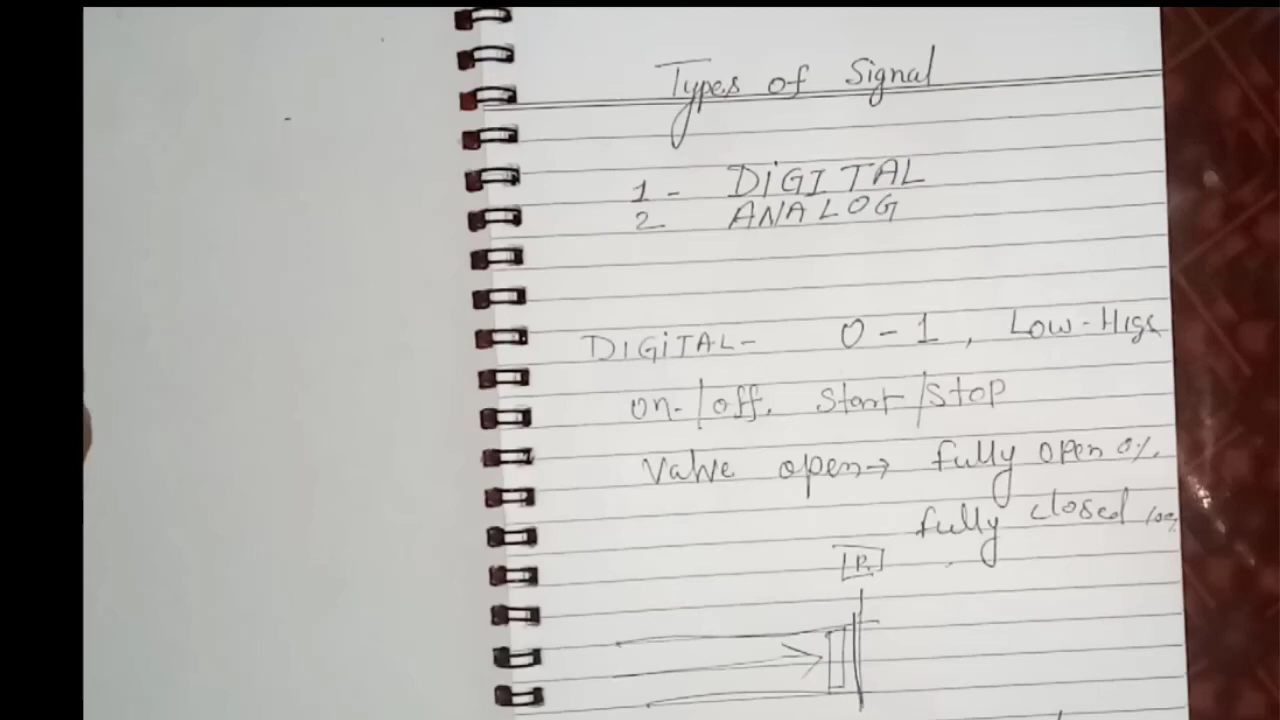 Types of Signal
1 - DIGITAL
2 ANALOG
DIGITAL - 0 - 1 , Low - High
on-/off. Start/Stop
Valve open → fully open 0%.
fully closed 100%
P.